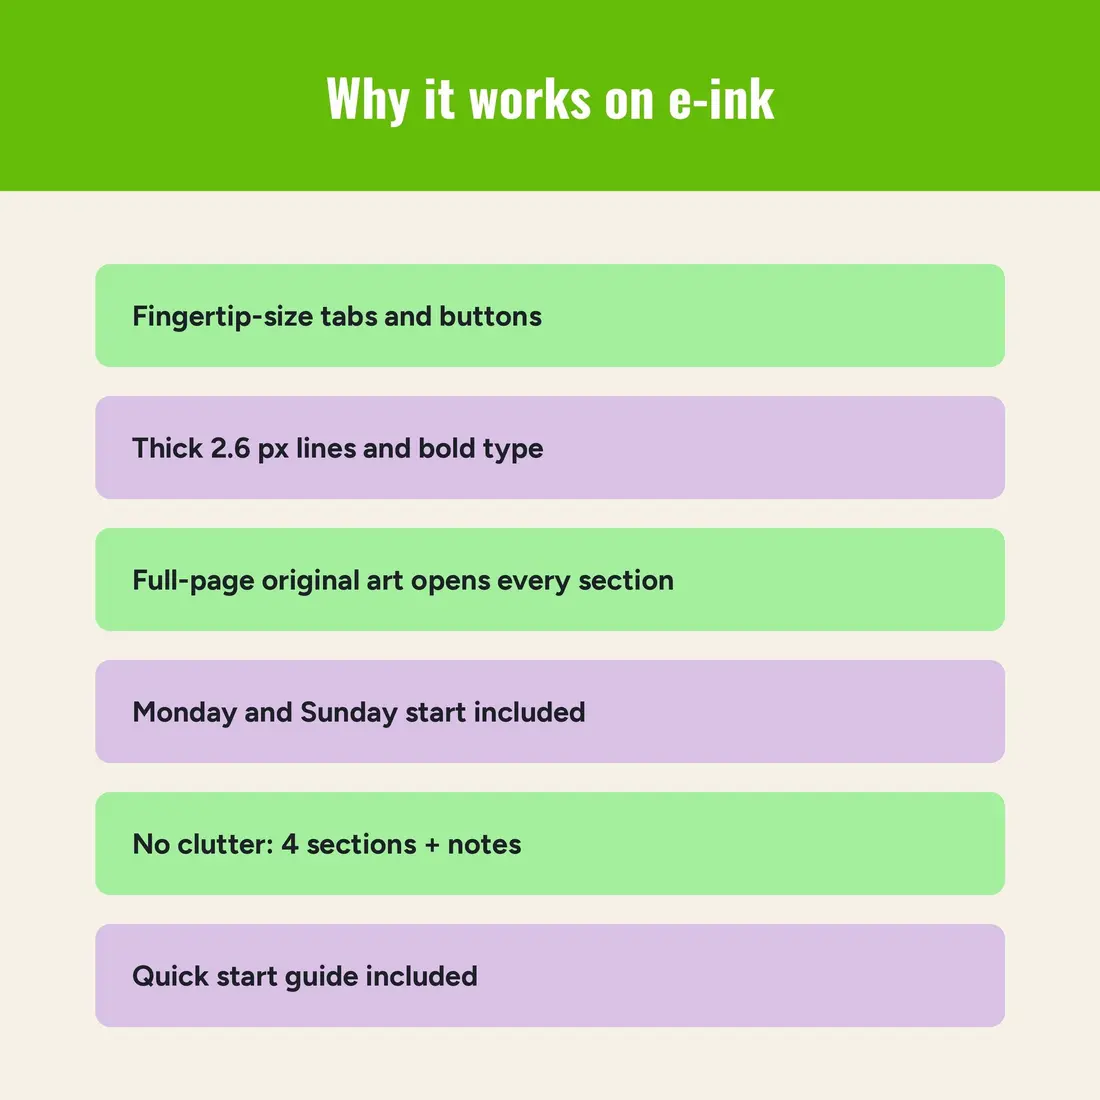 Why it works on e-ink
Fingertip-size tabs and buttons
Thick 2.6 px lines and bold type
Full-page original art opens every section
Monday and Sunday start included
No clutter: 4 sections + notes
Quick start guide included